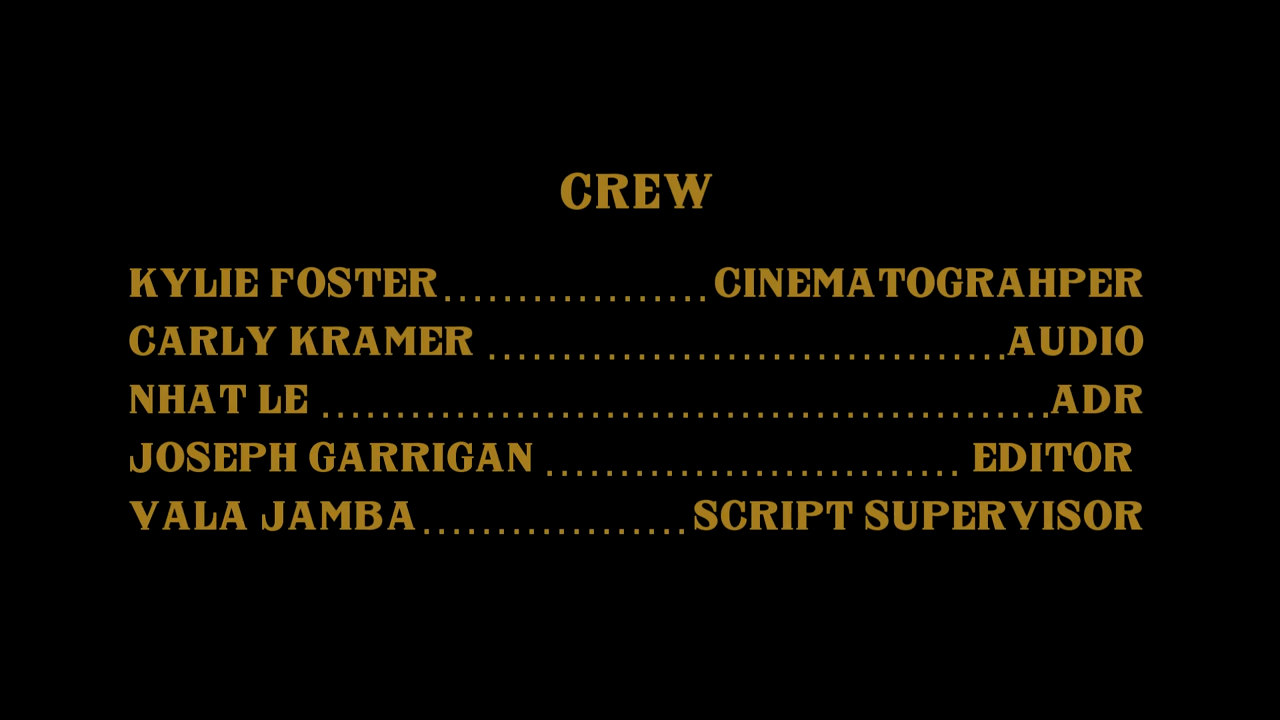 CREW
KYLIE FOSTER..................CINEMATOGRAHPER
CARLY KRAMER ...................................AUDIO
NHAT LE .................................................ADR
JOSEPH GARRIGAN ............................ EDITOR
VALA JAMBA..................SCRIPT SUPERVISOR